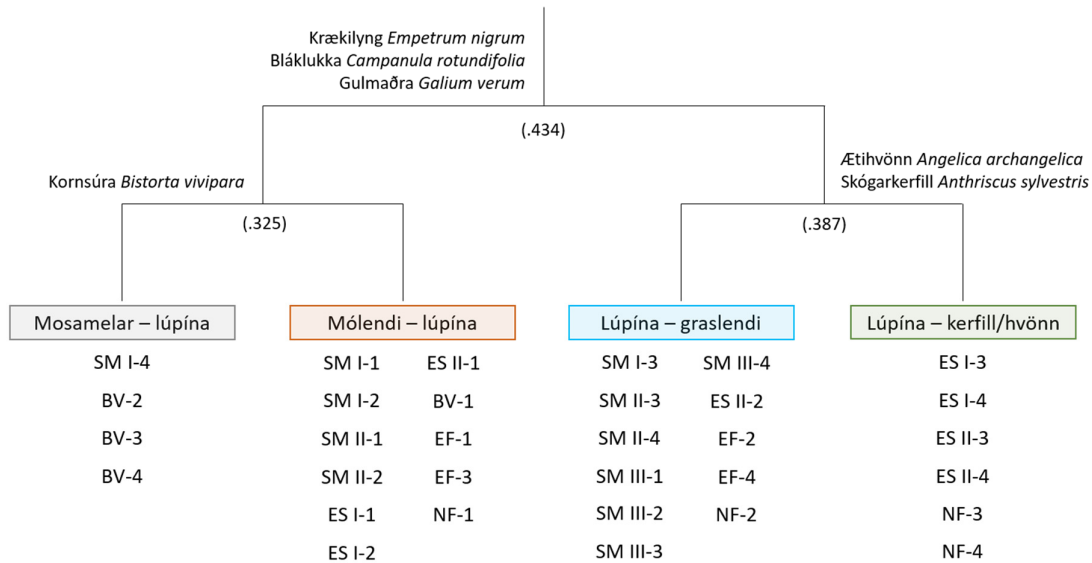 Krækilyng Empetrum nigrum
Bláklukka Campanula rotundifolia
Gulmaðra Galium verum
(.434)
Ætihvönn Angelica archangelica
Skógarkerfill Anthriscus sylvestris
Kornsúra Bistorta vivipara
(.325)
(.387)
Mosamelar – lúpína
SM I-4
BV-2
BV-3
BV-4
Mólendi – lúpína
SM I-1
SM I-2
SM II-1
SM II-2
ES I-1
ES I-2
ES II-1
BV-1
EF-1
EF-3
NF-1
Lúpína – graslendi
SM I-3
SM II-3
SM II-4
SM III-1
SM III-2
SM III-3
SM III-4
ES II-2
EF-2
EF-4
NF-2
Lúpína – kerfill/hvönn
ES I-3
ES I-4
ES II-3
ES II-4
NF-3
NF-4